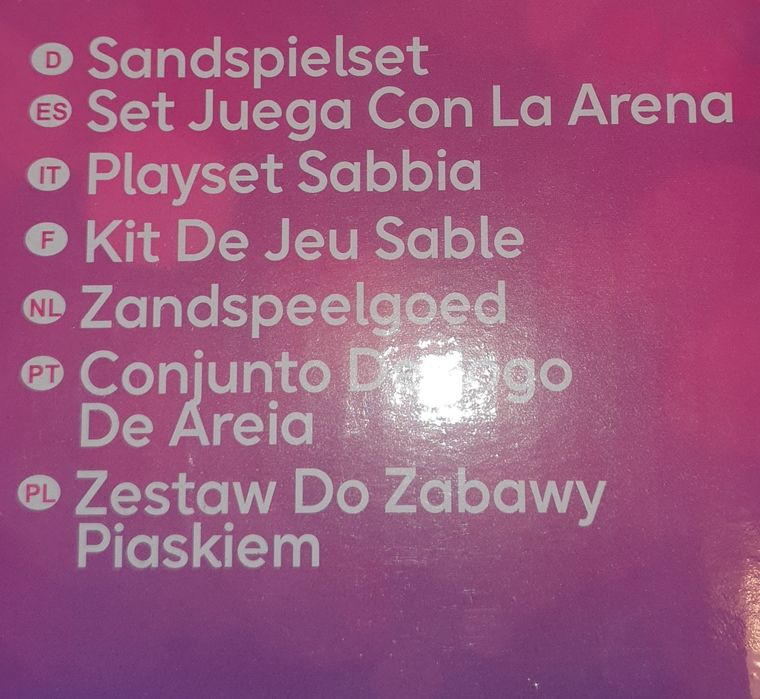 D Sandspielset
ES Set Juega Con La Arena
IT Playset Sabbia
F Kit De Jeu Sable
NL Zandspeelgoed
PT Conjunto
De Areia
PL Zestaw Do Zabawy
Piaskiem